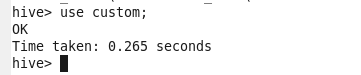 hive> use custom;
OK
Time taken: 0.265 seconds
hive>